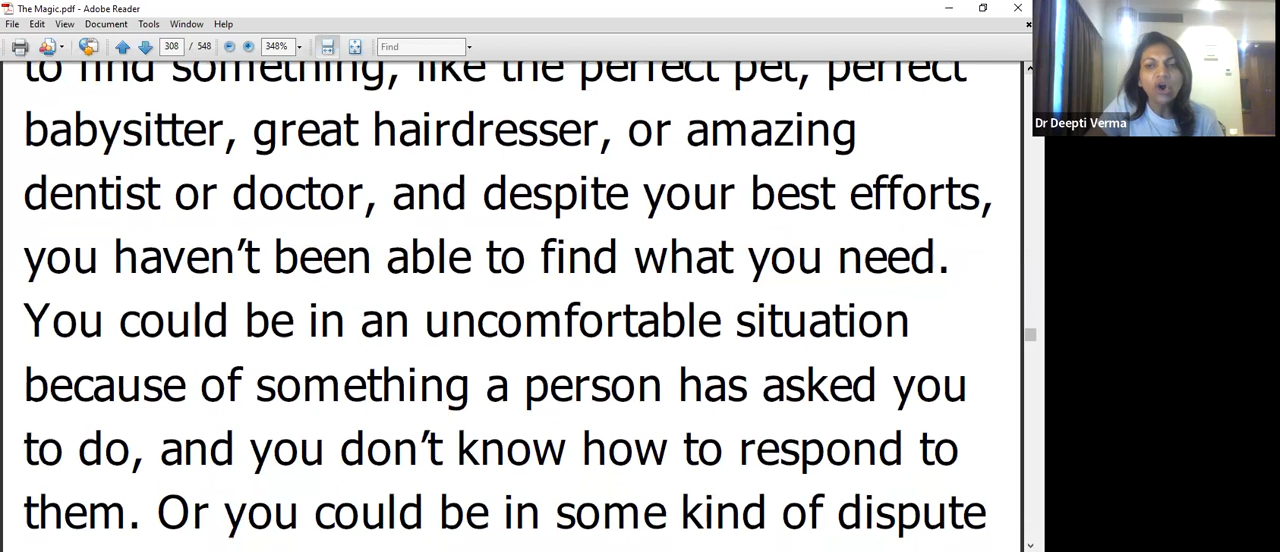 The Magic.pdf - Adobe Reader
File Edit View Document Tools Window Help
308 / 548 348% Find
to find something, like the perfect pet, perfect
babysitter, great hairdresser, or amazing
dentist or doctor, and despite your best efforts,
you haven’t been able to find what you need.
You could be in an uncomfortable situation
because of something a person has asked you
to do, and you don’t know how to respond to
them. Or you could be in some kind of dispute
Dr Deepti Verma